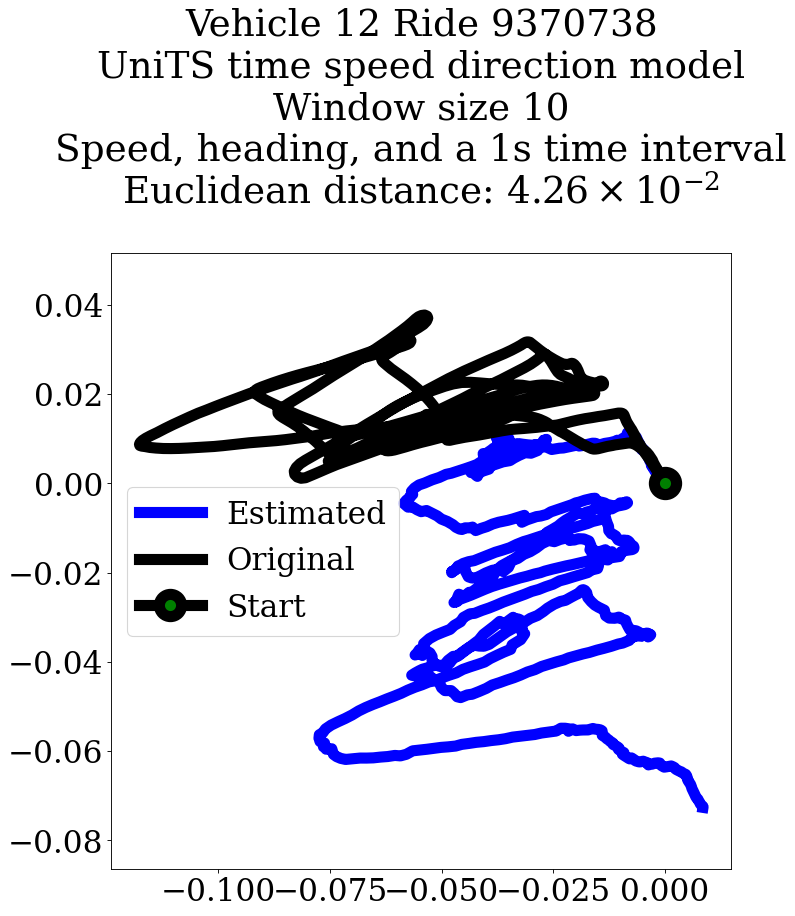 Vehicle 12 Ride 9370738
UniTS time speed direction model
Window size 10
Speed, heading, and a 1s time interval
Euclidean distance: 4.26 × 10⁻²
0.04
0.02
0.00
−0.02
−0.04
−0.06
−0.08
Estimated
Original
Start
−0.100 −0.075 −0.050 −0.025 0.000